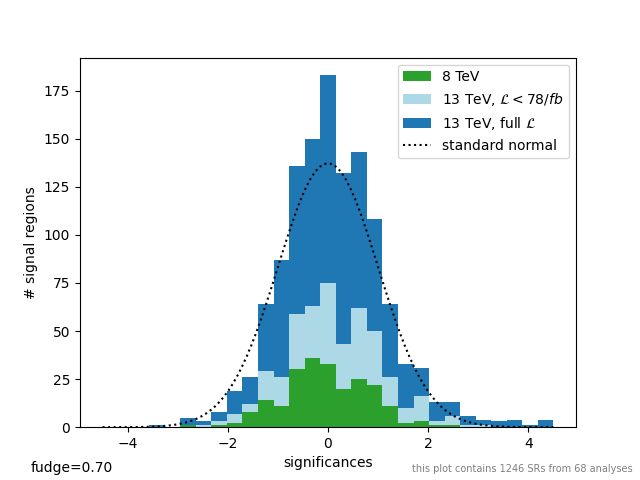 175
150
125
100
75
50
25
0
# signal regions
8 TeV
13 TeV, ℒ < 78/fb
13 TeV, full ℒ
standard normal
−4 −2 0 2 4
significances
fudge=0.70
this plot contains 1246 SRs from 68 analyses